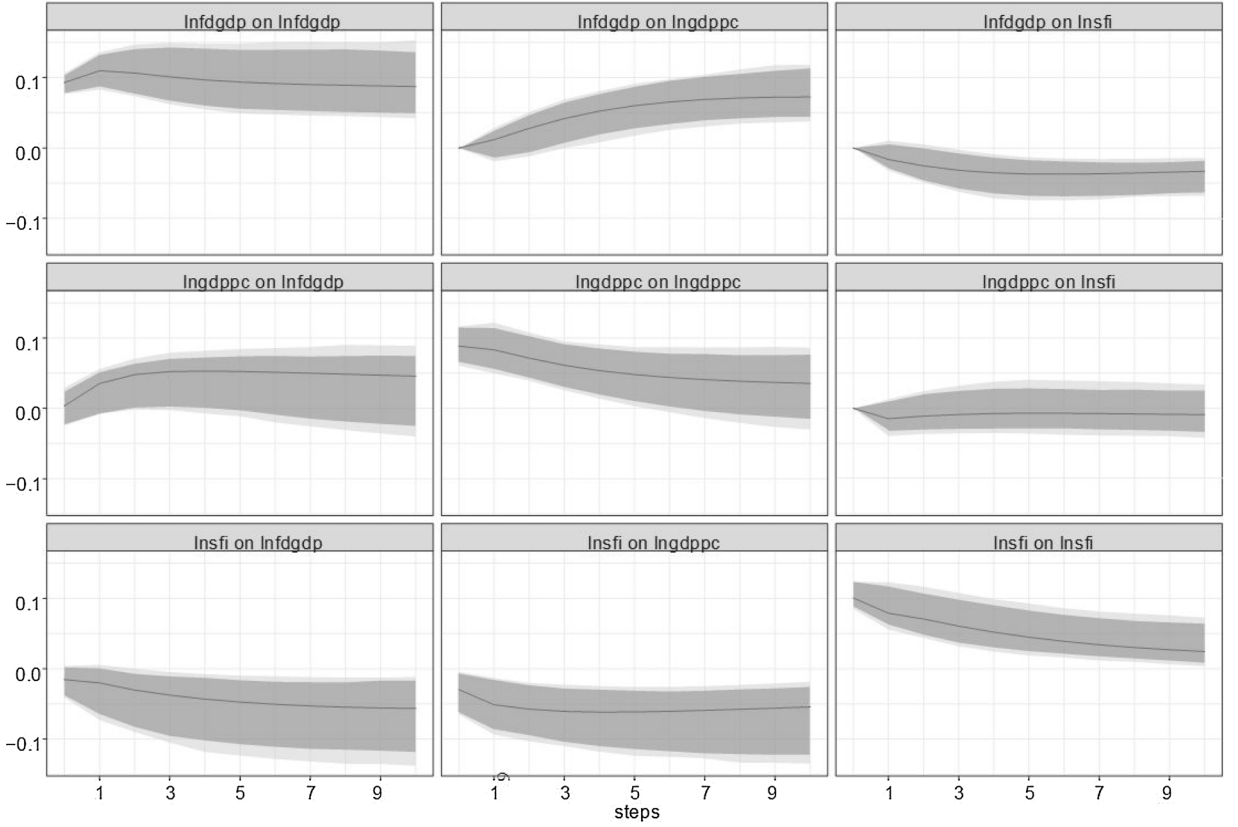 lnfdgdp on lnfdgdp
lnfdgdp on lngdppc
lnfdgdp on lnsfi
0.1
0.0
−0.1
lngdppc on lnfdgdp
lngdppc on lngdppc
lngdppc on lnsfi
0.1
0.0
−0.1
lnsfi on lnfdgdp
lnsfi on lngdppc
lnsfi on lnsfi
0.1
0.0
−0.1
1 3 5 7 9
1 3 5 7 9
1 3 5 7 9
steps